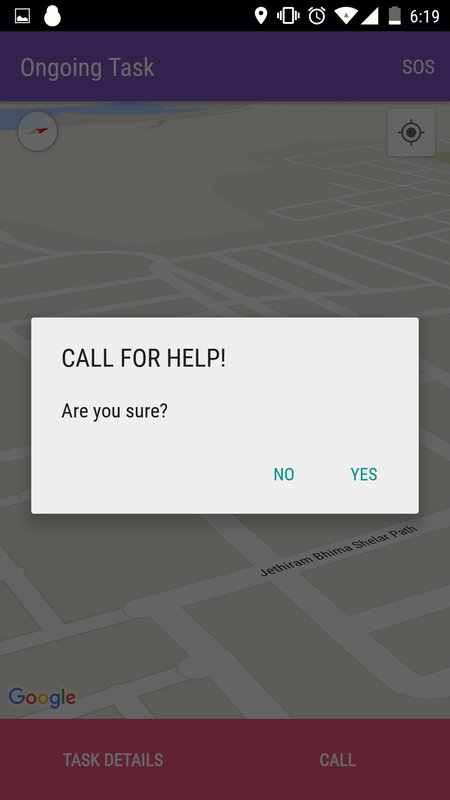 6:19
Ongoing Task
SOS
CALL FOR HELP!
Are you sure?
NO
YES
Jethiram Bhima Shelar Path
Google
TASK DETAILS
CALL